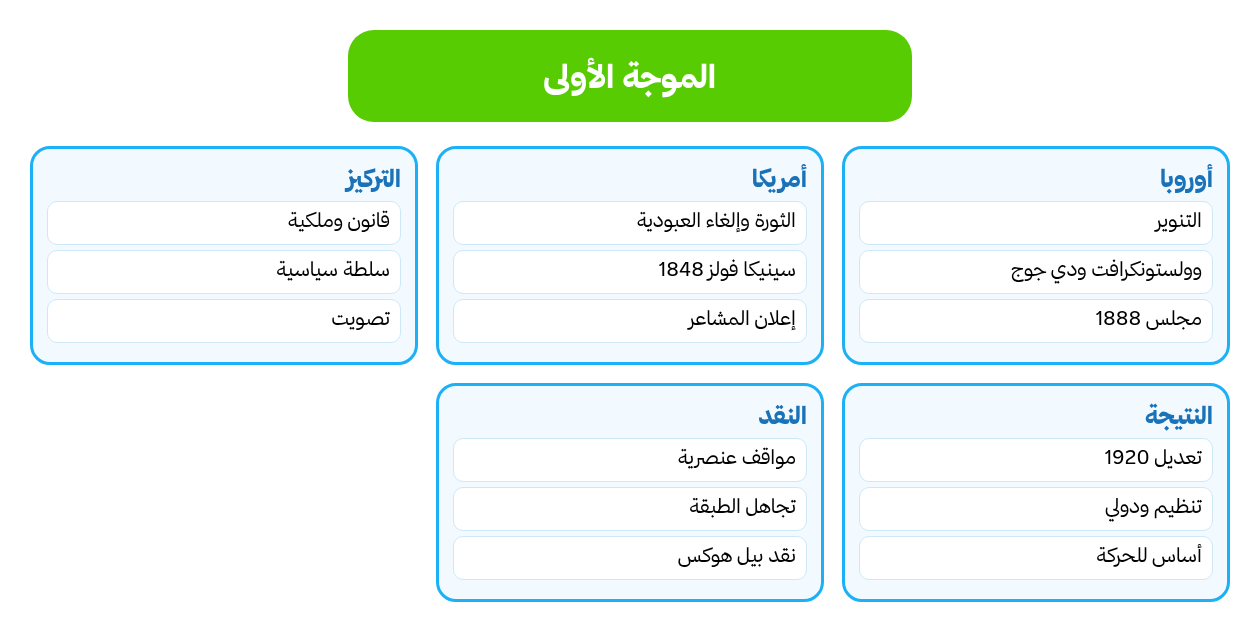 الموجة الأولى
أوروبا
التنوير
وولستونكرافت ودي جوج
مجلس 1888
أمريكا
الثورة وإلغاء العبودية
سينيكا فولز 1848
إعلان المشاعر
التركيز
قانون وملكية
سلطة سياسية
تصويت
النتيجة
تعديل 1920
تنظيم ودولي
أساس للحركة
النقد
مواقف عنصرية
تجاهل الطبقة
نقد بيل هوكس